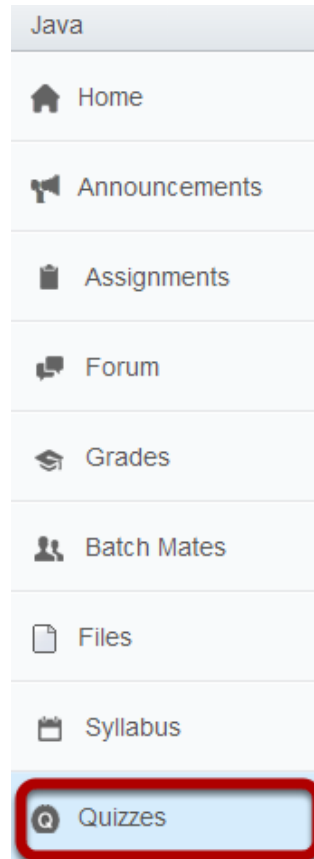 Java
Home
Announcements
Assignments
Forum
Grades
Batch Mates
Files
Syllabus
Q Quizzes